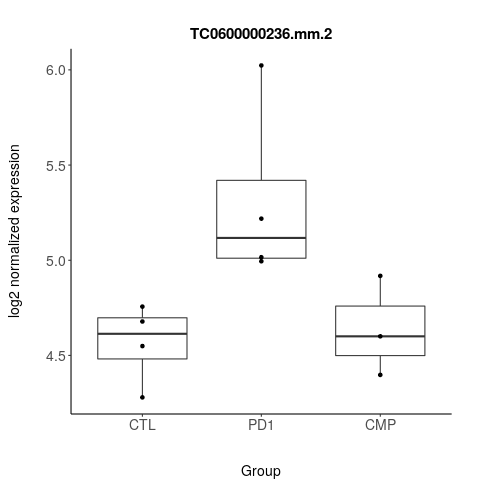 TC0600000236.mm.2
log2 normalized expression
6.0
5.5
5.0
4.5
CTL
PD1
CMP
Group